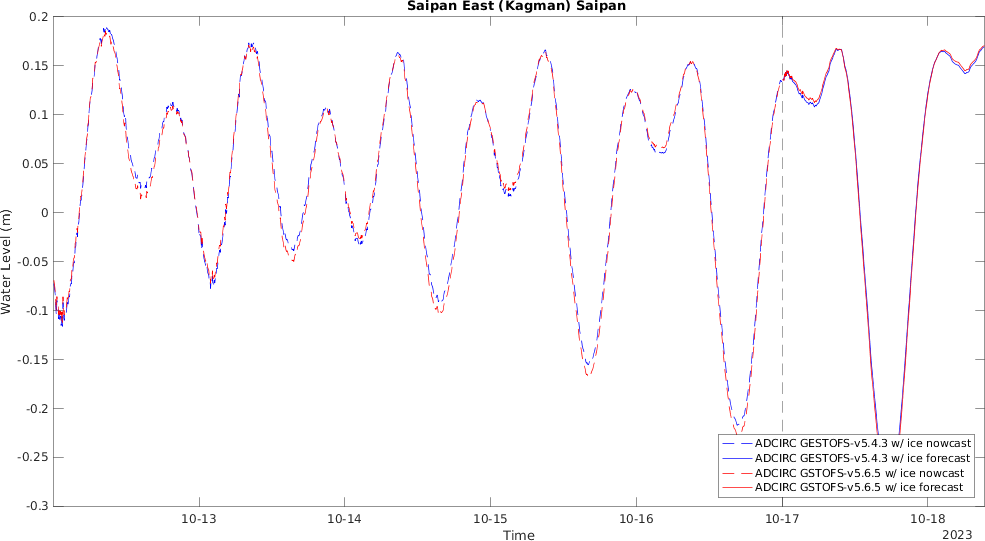 Saipan East (Kagman) Saipan
0.2
0.15
0.1
0.05
0
-0.05
-0.1
-0.15
-0.2
-0.25
-0.3
Water Level (m)
ADCIRC GESTOFS-v5.4.3 w/ ice nowcast
ADCIRC GESTOFS-v5.4.3 w/ ice forecast
ADCIRC GSTOFS-v5.6.5 w/ ice nowcast
ADCIRC GSTOFS-v5.6.5 w/ ice forecast
10-13 10-14 10-15 10-16 10-17 10-18
Time
2023